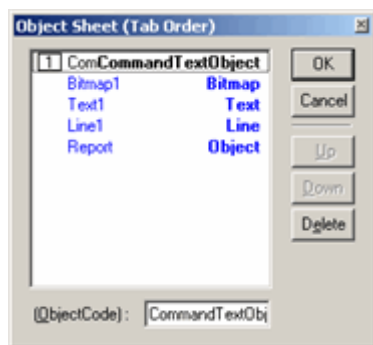 Object Sheet (Tab Order)
1 ComCommandTextObject
Bitmap1 Bitmap
Text1 Text
Line1 Line
Report Object
OK
Cancel
Up
Down
Delete
(ObjectCode) : CommandTextObj